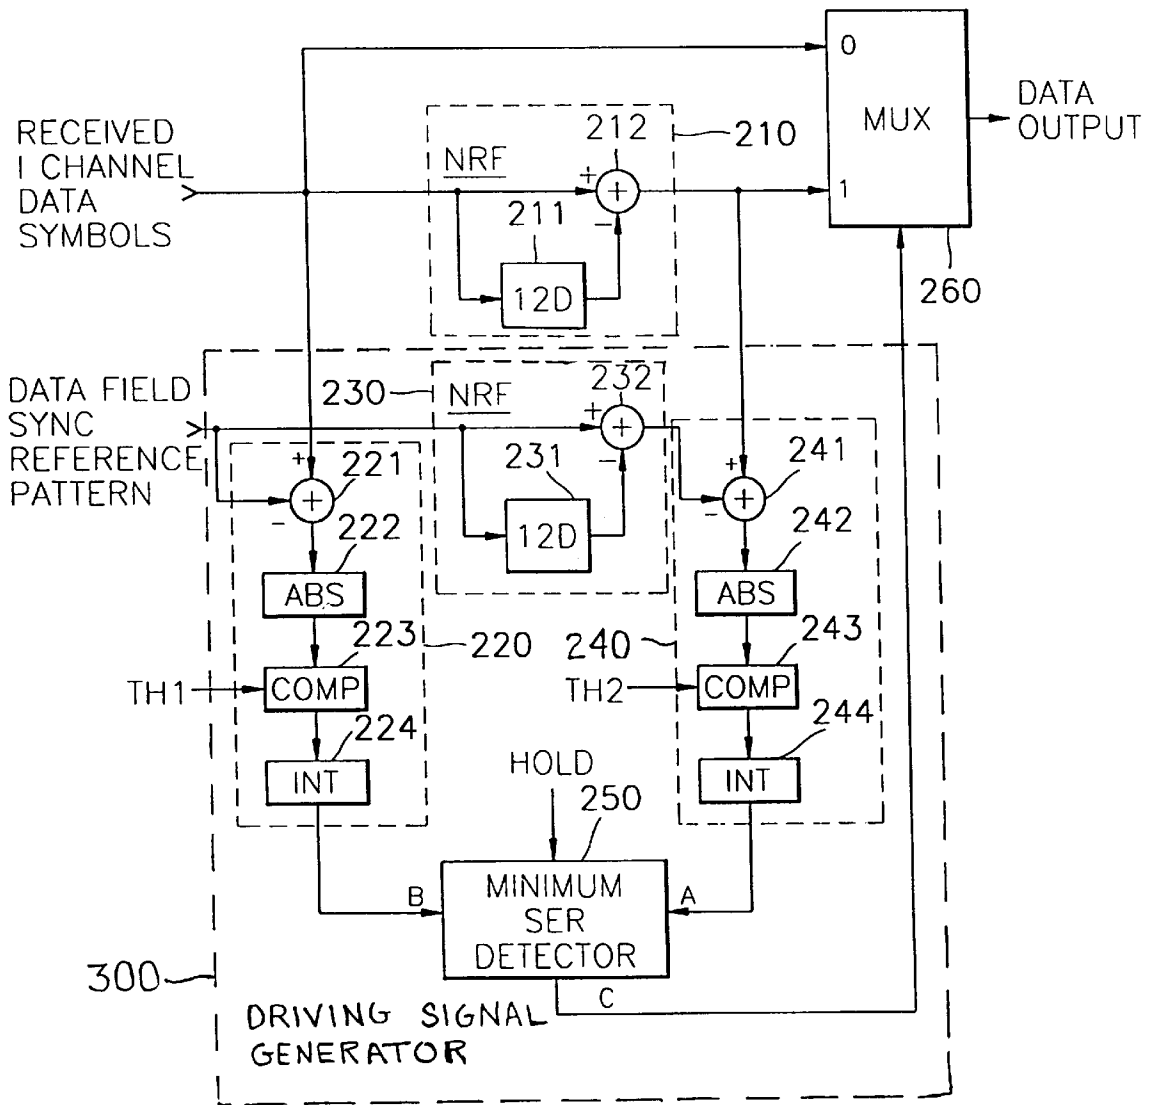 0
MUX
DATA
OUTPUT
RECEIVED
I CHANNEL
DATA
SYMBOLS
212
210
NRF
+
+
1
−
211
12D
260
DATA FIELD
SYNC
REFERENCE
PATTERN
230
NRF
232
+
+
−
231
12D
+
221
+
−
222
ABS
223
220
TH1
COMP
224
INT
+
241
+
−
242
ABS
243
240
TH2
COMP
244
INT
HOLD
250
B
MINIMUM
SER
DETECTOR
A
C
300
DRIVING SIGNAL
GENERATOR